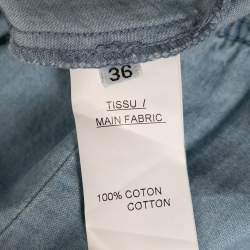 36
TISSU /
MAIN FABRIC
100% COTON
COTTON